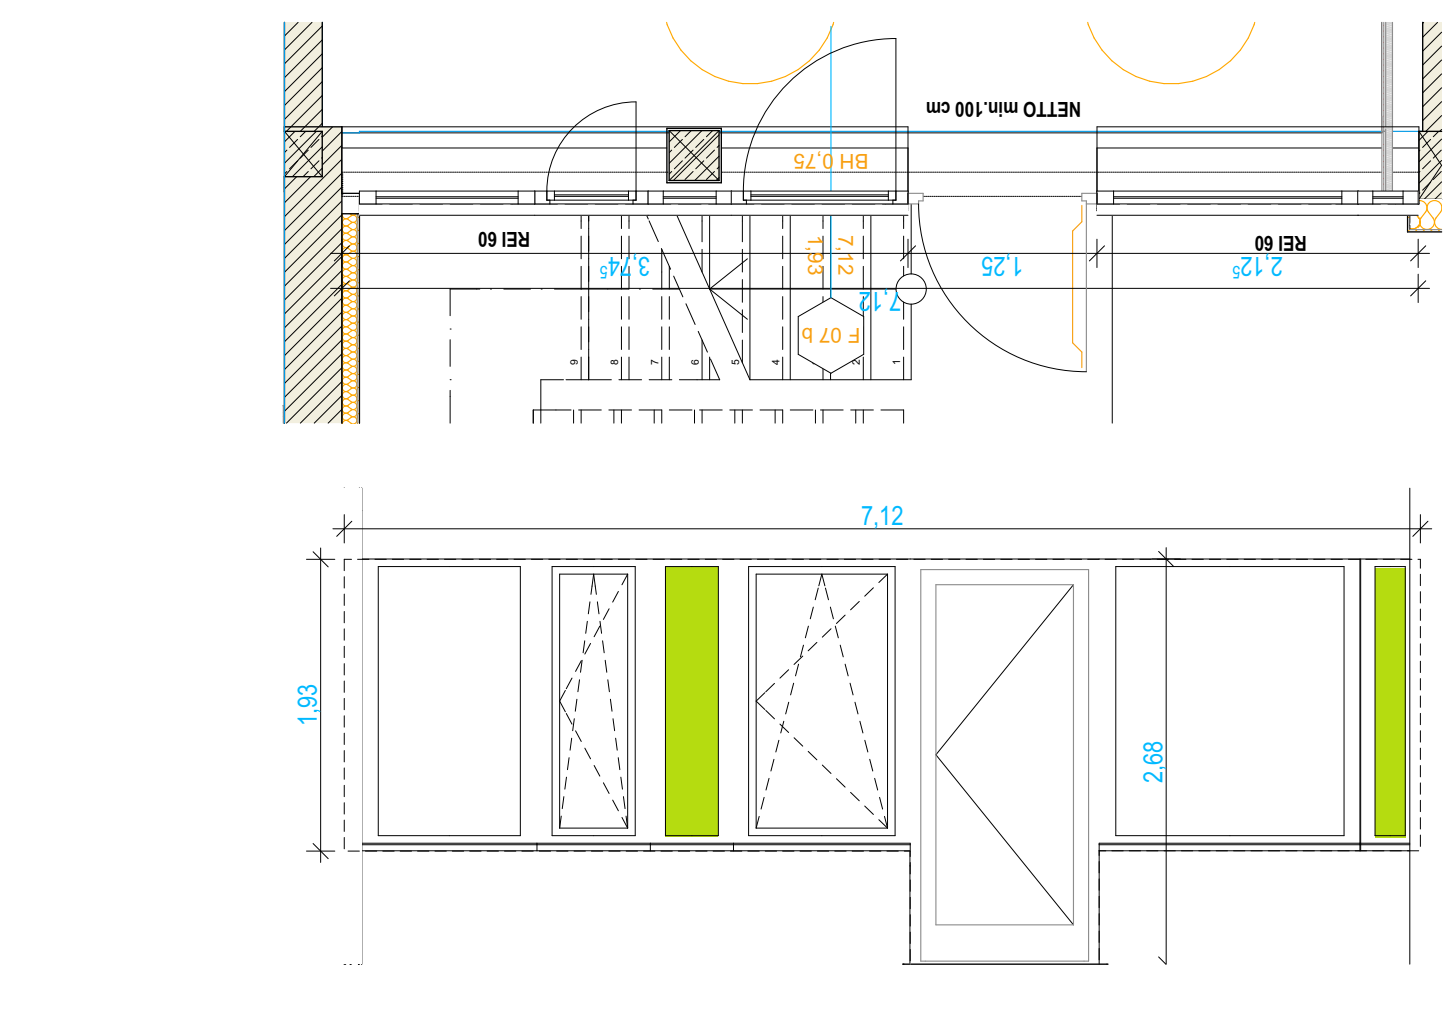 NETTO min.100 cm
BH 0,75
REI 60
REI 60
7,12
1,93
3,74⁵
1,25
2,12⁵
7,12
F 07 b
9 8 7 6 5 4 2 1
7,12
1,93
2,68